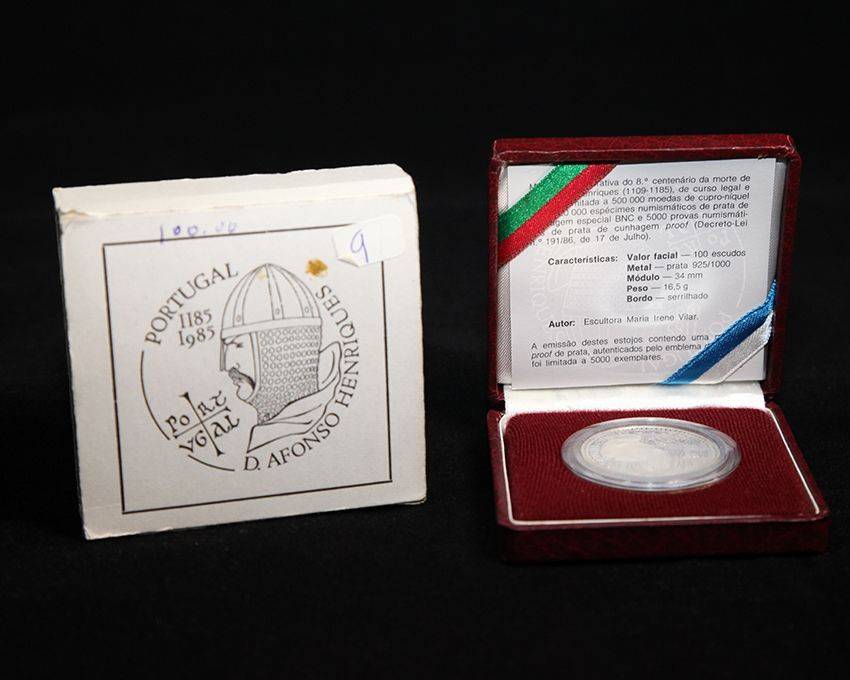 100.00
9
PORTUGAL
1185
1985
D. AFONSO HENRIQUES
PO RT
VG AL
rativa do 8.º centenário da morte de
enriques (1109-1185), de curso legal e
mitada a 500 000 moedas de cupro-níquel
000 espécimes numismáticos de prata de
agem especial BNC e 5000 provas numismáti-
de prata de cunhagem proof (Decreto-Lei
n.º 191/86, de 17 de Julho).
Características: Valor facial — 100 escudos
Metal — prata 925/1000
Módulo — 34 mm
Peso — 16,5 g
Bordo — serrilhado
Autor: Escultora Maria Irene Vilar.
A emissão destes estojos contendo uma
proof de prata, autenticados pelo emblema
foi limitada a 5000 exemplares.